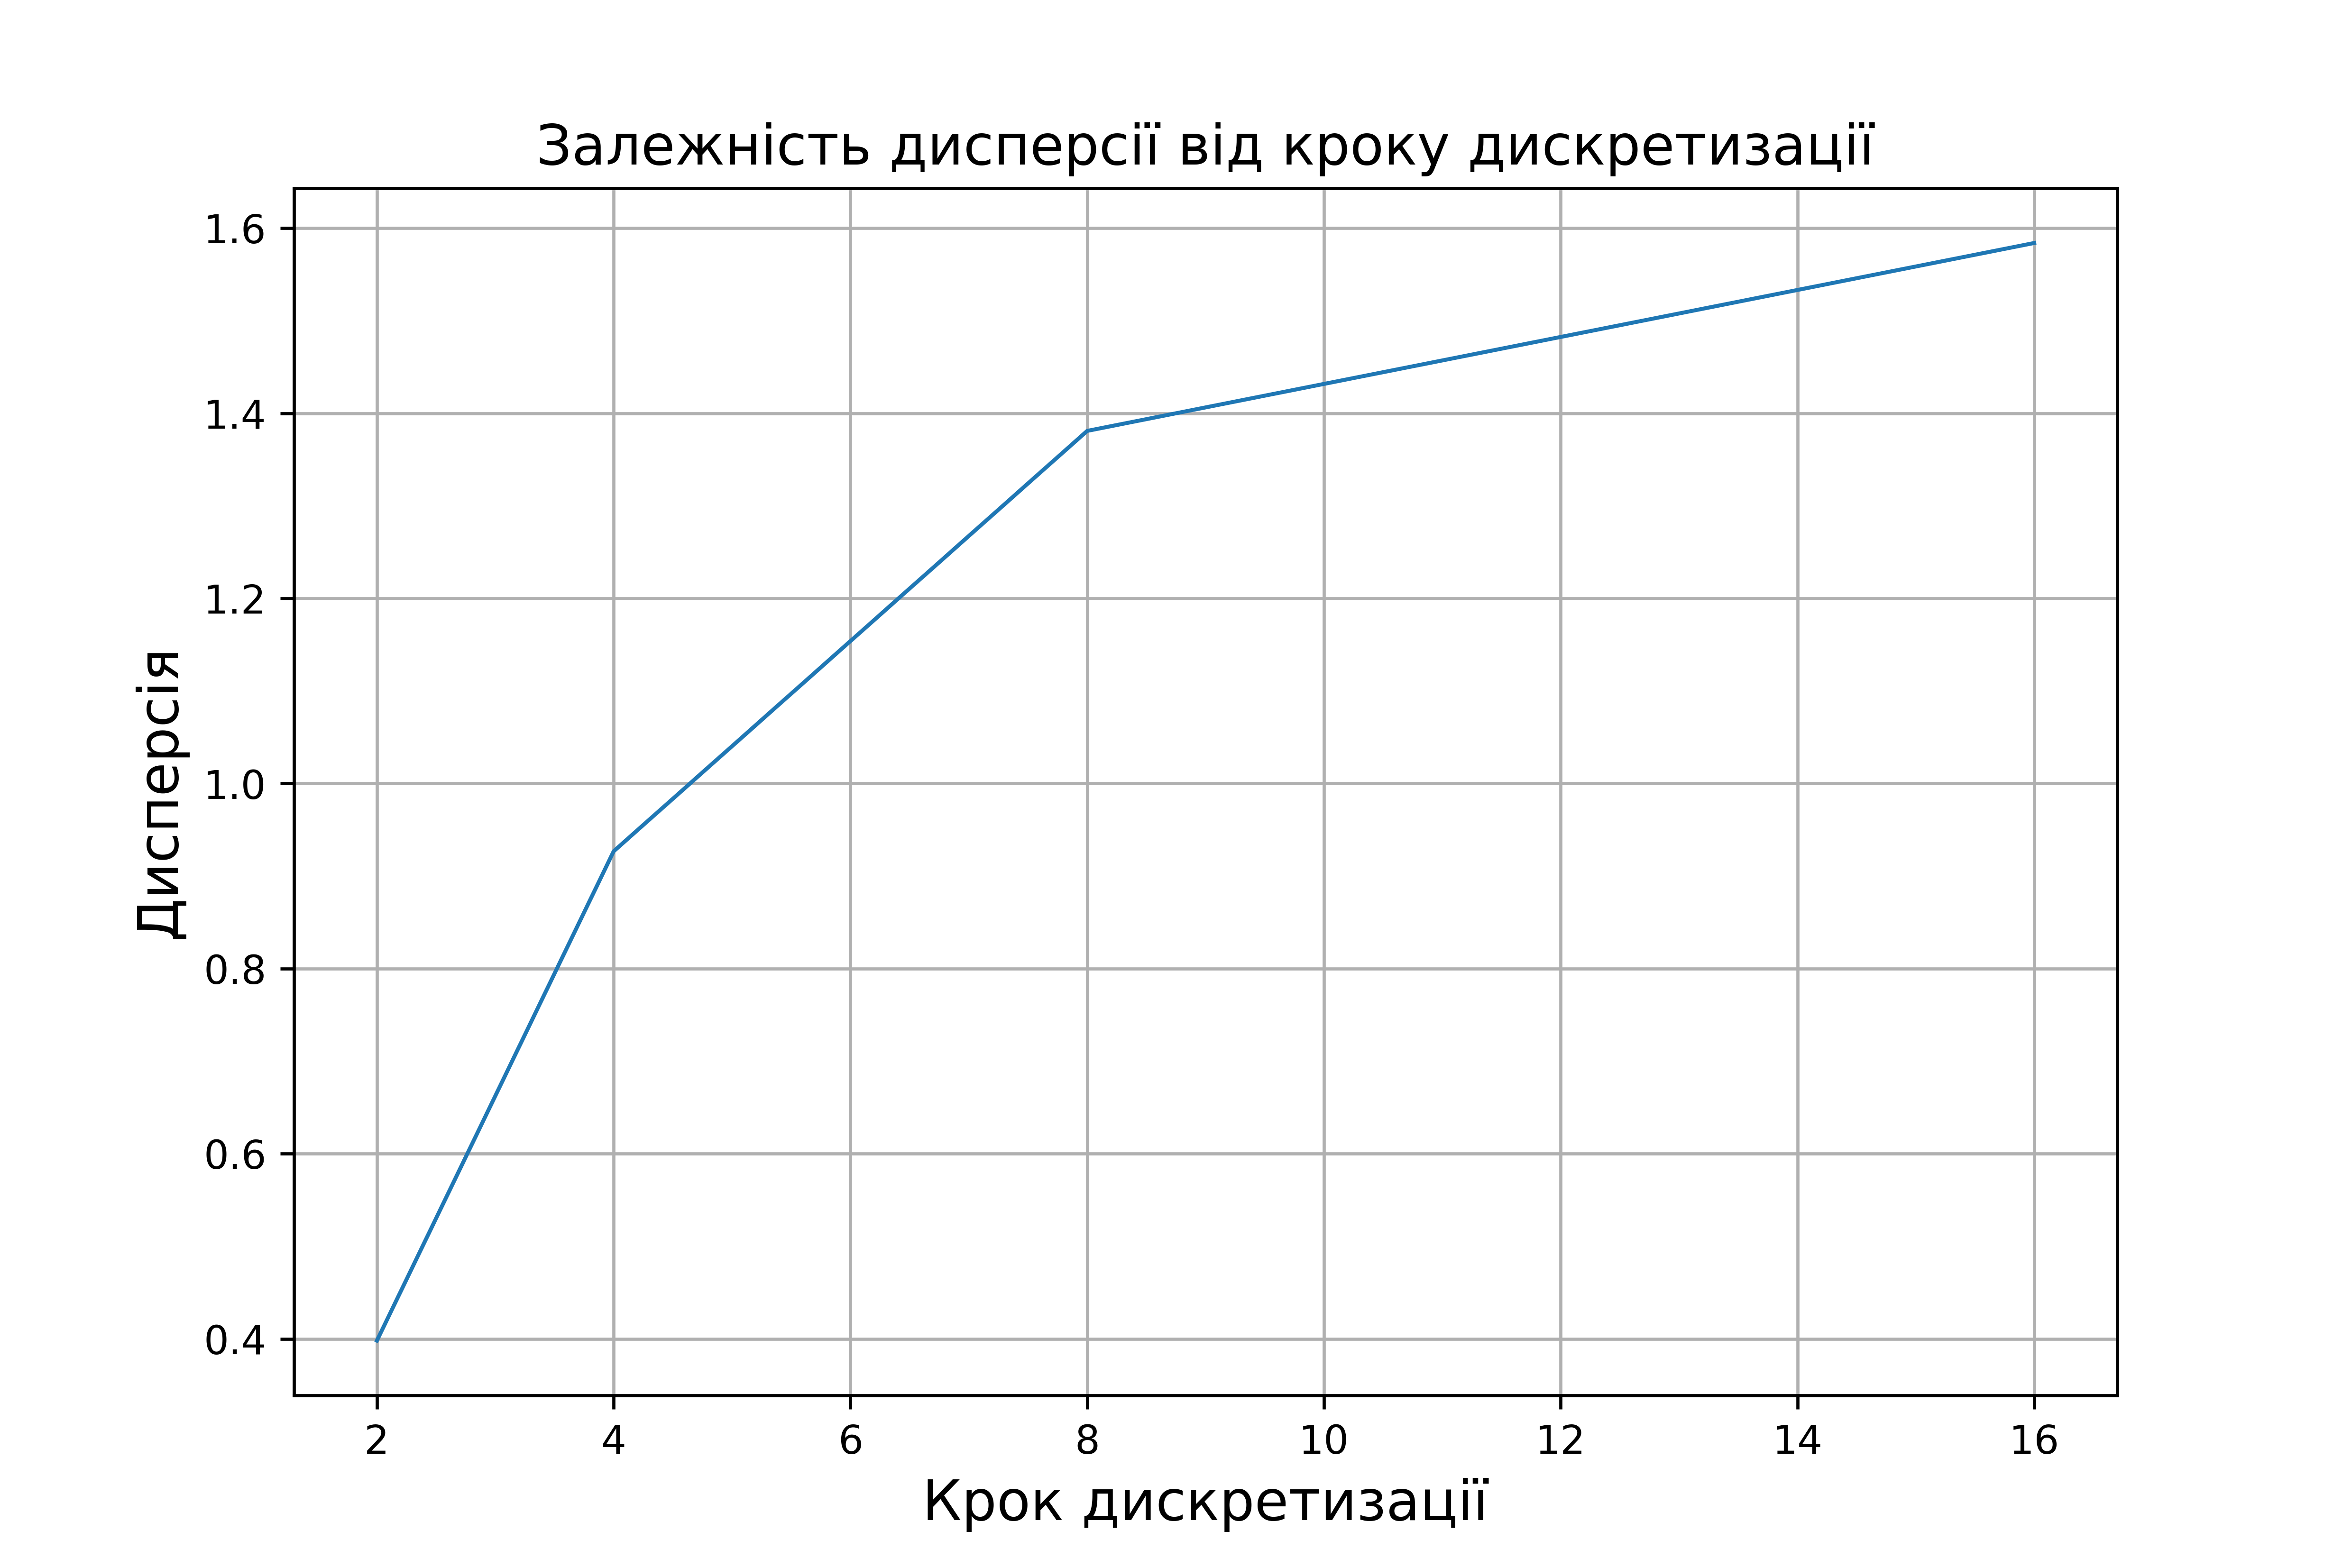 Залежність дисперсії від кроку дискретизації
Дисперсія
1.6
1.4
1.2
1.0
0.8
0.6
0.4
2 4 6 8 10 12 14 16
Крок дискретизації